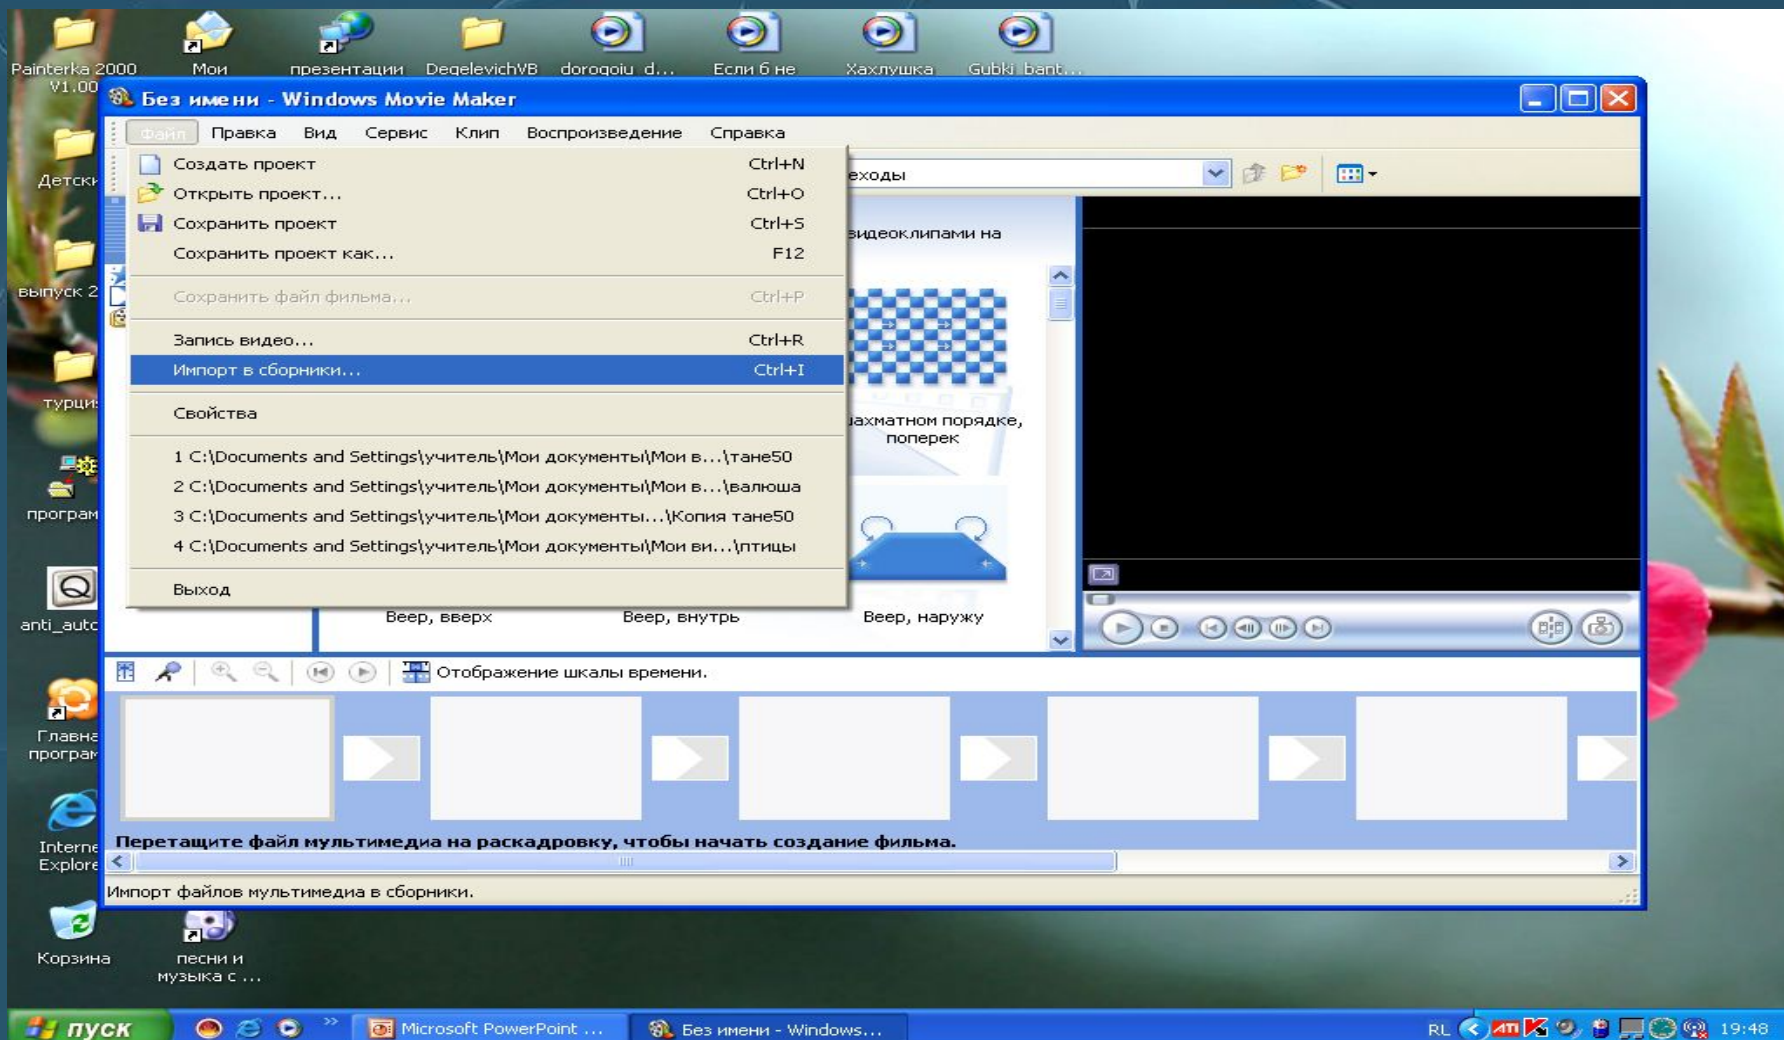 Painterka 2000
V1.00
Мои
презентации
DegelevichVB
dorogoiu_d...
Если б не
Хахлушка
Gubki_bant...
Без имени - Windows Movie Maker
Файл Правка Вид Сервис Клип Воспроизведение Справка
Создать проект Ctrl+N
Открыть проект... Ctrl+O
Сохранить проект Ctrl+S
Сохранить проект как... F12
Сохранить файл фильма... Ctrl+P
Запись видео... Ctrl+R
Импорт в сборники... Ctrl+I
Свойства
1 C:\Documents and Settings\учитель\Мои документы\Мои в...\тане50
2 C:\Documents and Settings\учитель\Мои документы\Мои в...\валюша
3 C:\Documents and Settings\учитель\Мои документы...\Копия тане50
4 C:\Documents and Settings\учитель\Мои документы\Мои ви...\птицы
Выход
еходы
видеоклипами на
ахматном порядке,
поперек
Веер, вверх
Веер, внутрь
Веер, наружу
Отображение шкалы времени.
Перетащите файл мультимедиа на раскадровку, чтобы начать создание фильма.
Импорт файлов мультимедиа в сборники.
Детски
выпуск 2
турция
програм
anti_auto
Главна
програм
Interne
Explore
Корзина
песни и
музыка с ...
пуск
Microsoft PowerPoint ...
Без имени - Windows...
RL
ATI
19:48